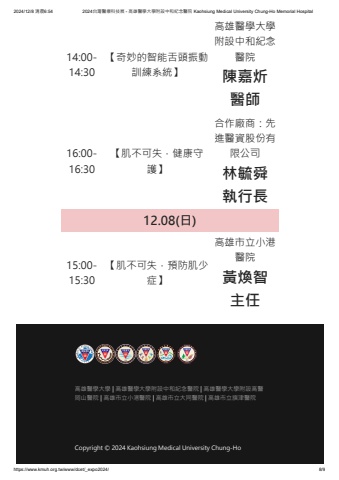 2024/12/8 凌晨6:54 2024台灣醫療科技展 - 高雄醫學大學附設中和紀念醫院 Kaohsiung Medical University Chung-Ho Memorial Hospital
高雄醫學大學
附設中和紀念
醫院
14:00-
14:30
【奇妙的智能舌頭振動
訓練系統】
陳嘉炘
醫師
合作廠商：先
進醫資股份有
限公司
16:00-
16:30
【肌不可失，健康守
護】
林毓舜
執行長
12.08(日)
高雄市立小港
醫院
15:00-
15:30
【肌不可失，預防肌少
症】
黃煥智
主任
高雄醫學大學 | 高雄醫學大學附設中和紀念醫院 | 高雄醫學大學附設高醫
岡山醫院 | 高雄市立小港醫院 | 高雄市立大同醫院 | 高雄市立旗津醫院
Copyright © 2024 Kaohsiung Medical University Chung-Ho
https://www.kmuh.org.tw/www/dont_expo2024/ 8/9